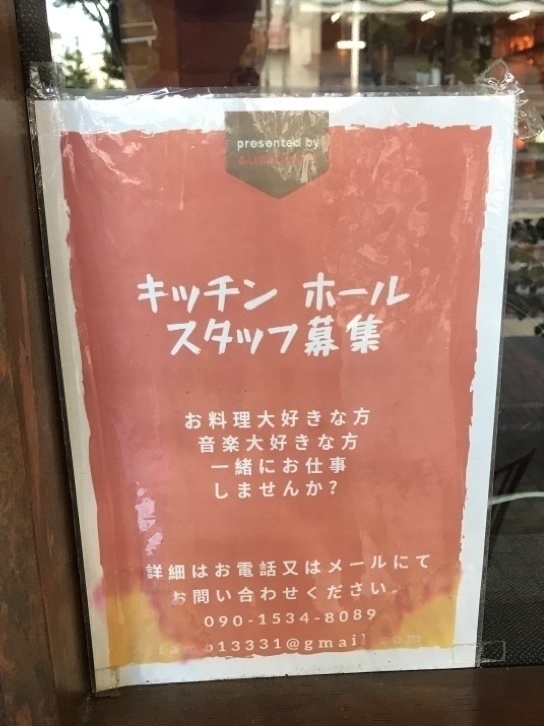 presented by
キッチン ホール
スタッフ募集
お料理大好きな方
音楽大好きな方
一緒にお仕事
しませんか?
詳細はお電話又はメールにて
お問い合わせください。
090-1534-8089